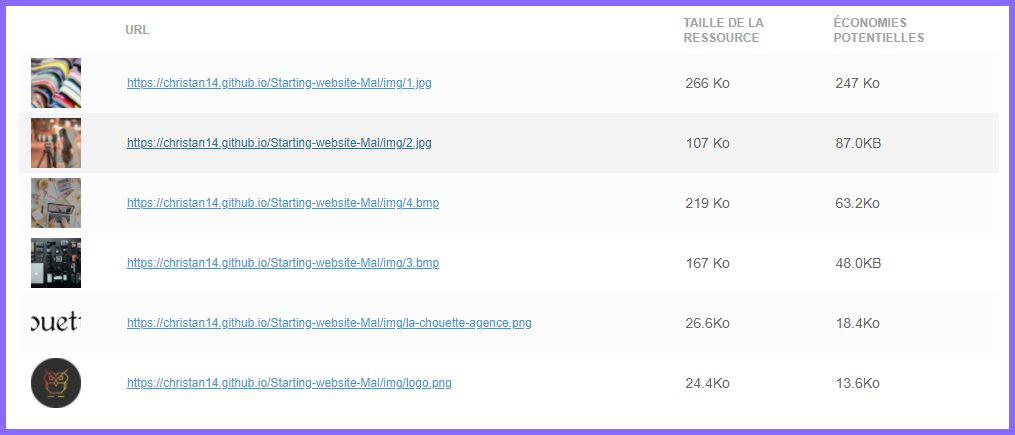 URL
TAILLE DE LA
RESSOURCE
ÉCONOMIES
POTENTIELLES
https://christan14.github.io/Starting-website-Mal/img/1.jpg 266 Ko 247 Ko
https://christan14.github.io/Starting-website-Mal/img/2.jpg 107 Ko 87.0KB
https://christan14.github.io/Starting-website-Mal/img/4.bmp 219 Ko 63.2Ko
https://christan14.github.io/Starting-website-Mal/img/3.bmp 167 Ko 48.0KB
ouett https://christan14.github.io/Starting-website-Mal/img/la-chouette-agence.png 26.6Ko 18.4Ko
https://christan14.github.io/Starting-website-Mal/img/logo.png 24.4Ko 13.6Ko